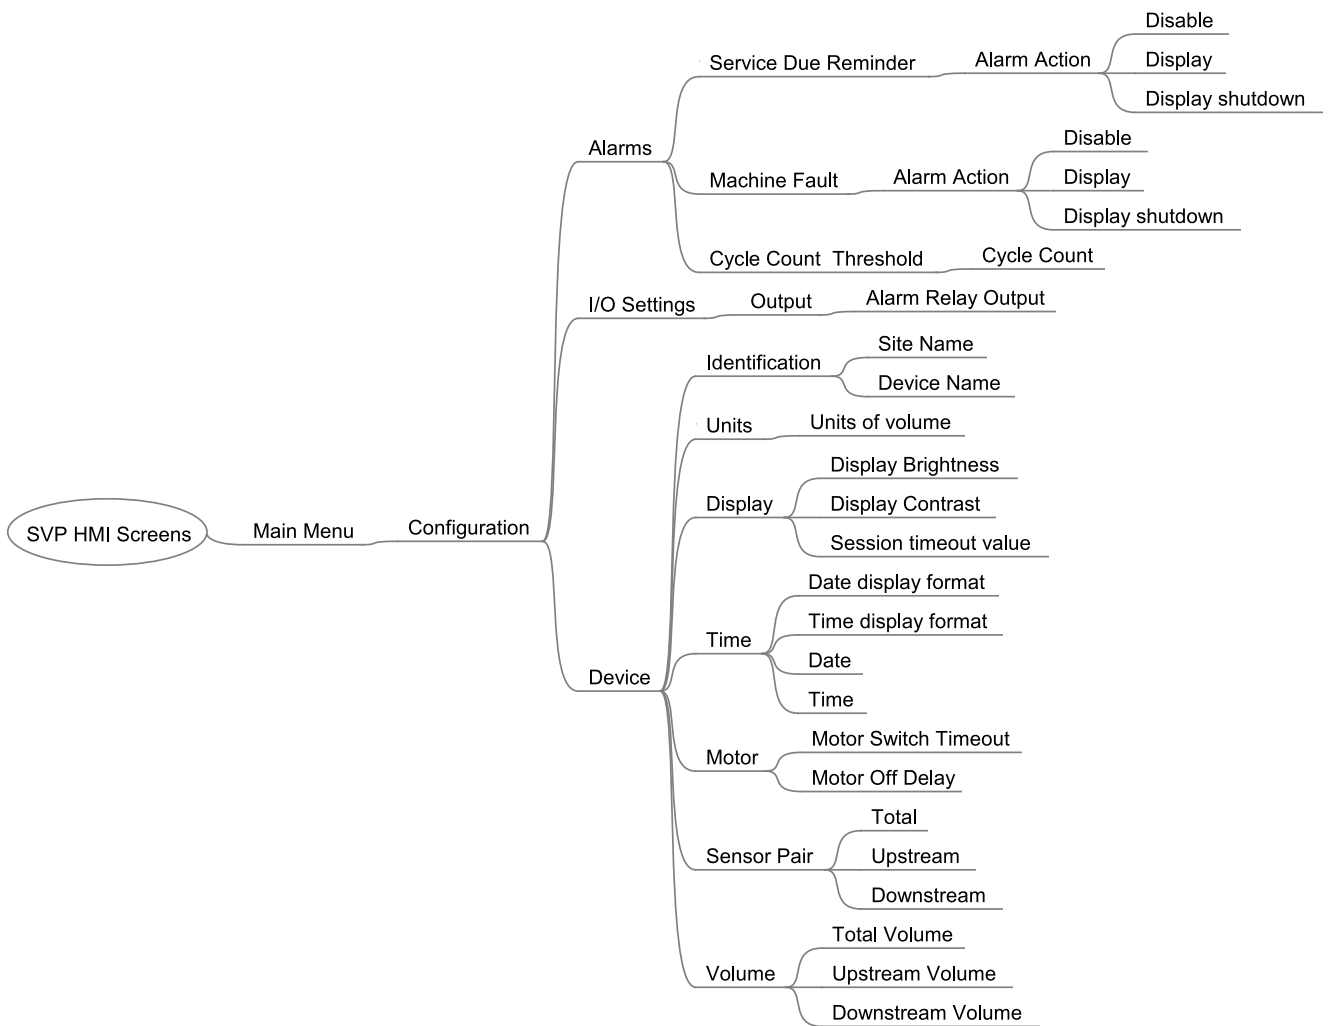 SVP HMI Screens
Main Menu
Configuration
Alarms
Service Due Reminder
Alarm Action
Disable
Display
Display shutdown
Machine Fault
Alarm Action
Disable
Display
Display shutdown
Cycle Count  Threshold
Cycle Count
I/O Settings
Output
Alarm Relay Output
Device
Identification
Site Name
Device Name
Units
Units of volume
Display
Display Brightness
Display Contrast
Session timeout value
Time
Date display format
Time display format
Date
Time
Motor
Motor Switch Timeout
Motor Off Delay
Sensor Pair
Total
Upstream
Downstream
Volume
Total Volume
Upstream Volume
Downstream Volume